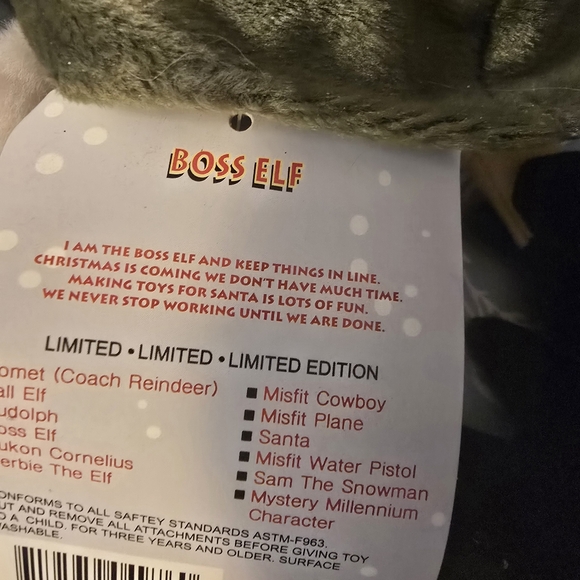 BOSS ELF
I AM THE BOSS ELF AND KEEP THINGS IN LINE.
CHRISTMAS IS COMING WE DON'T HAVE MUCH TIME.
MAKING TOYS FOR SANTA IS LOTS OF FUN.
WE NEVER STOP WORKING UNTIL WE ARE DONE.
LIMITED • LIMITED • LIMITED EDITION
omet (Coach Reindeer)
all Elf
udolph
oss Elf
ukon Cornelius
erbie The Elf
■ Misfit Cowboy
■ Misfit Plane
■ Santa
■ Misfit Water Pistol
■ Sam The Snowman
■ Mystery Millennium
Character
ONFORMS TO ALL SAFTEY STANDARDS ASTM-F963.
UT AND REMOVE ALL ATTACHMENTS BEFORE GIVING TOY
O A CHILD. FOR THREE YEARS AND OLDER. SURFACE
WASHABLE.